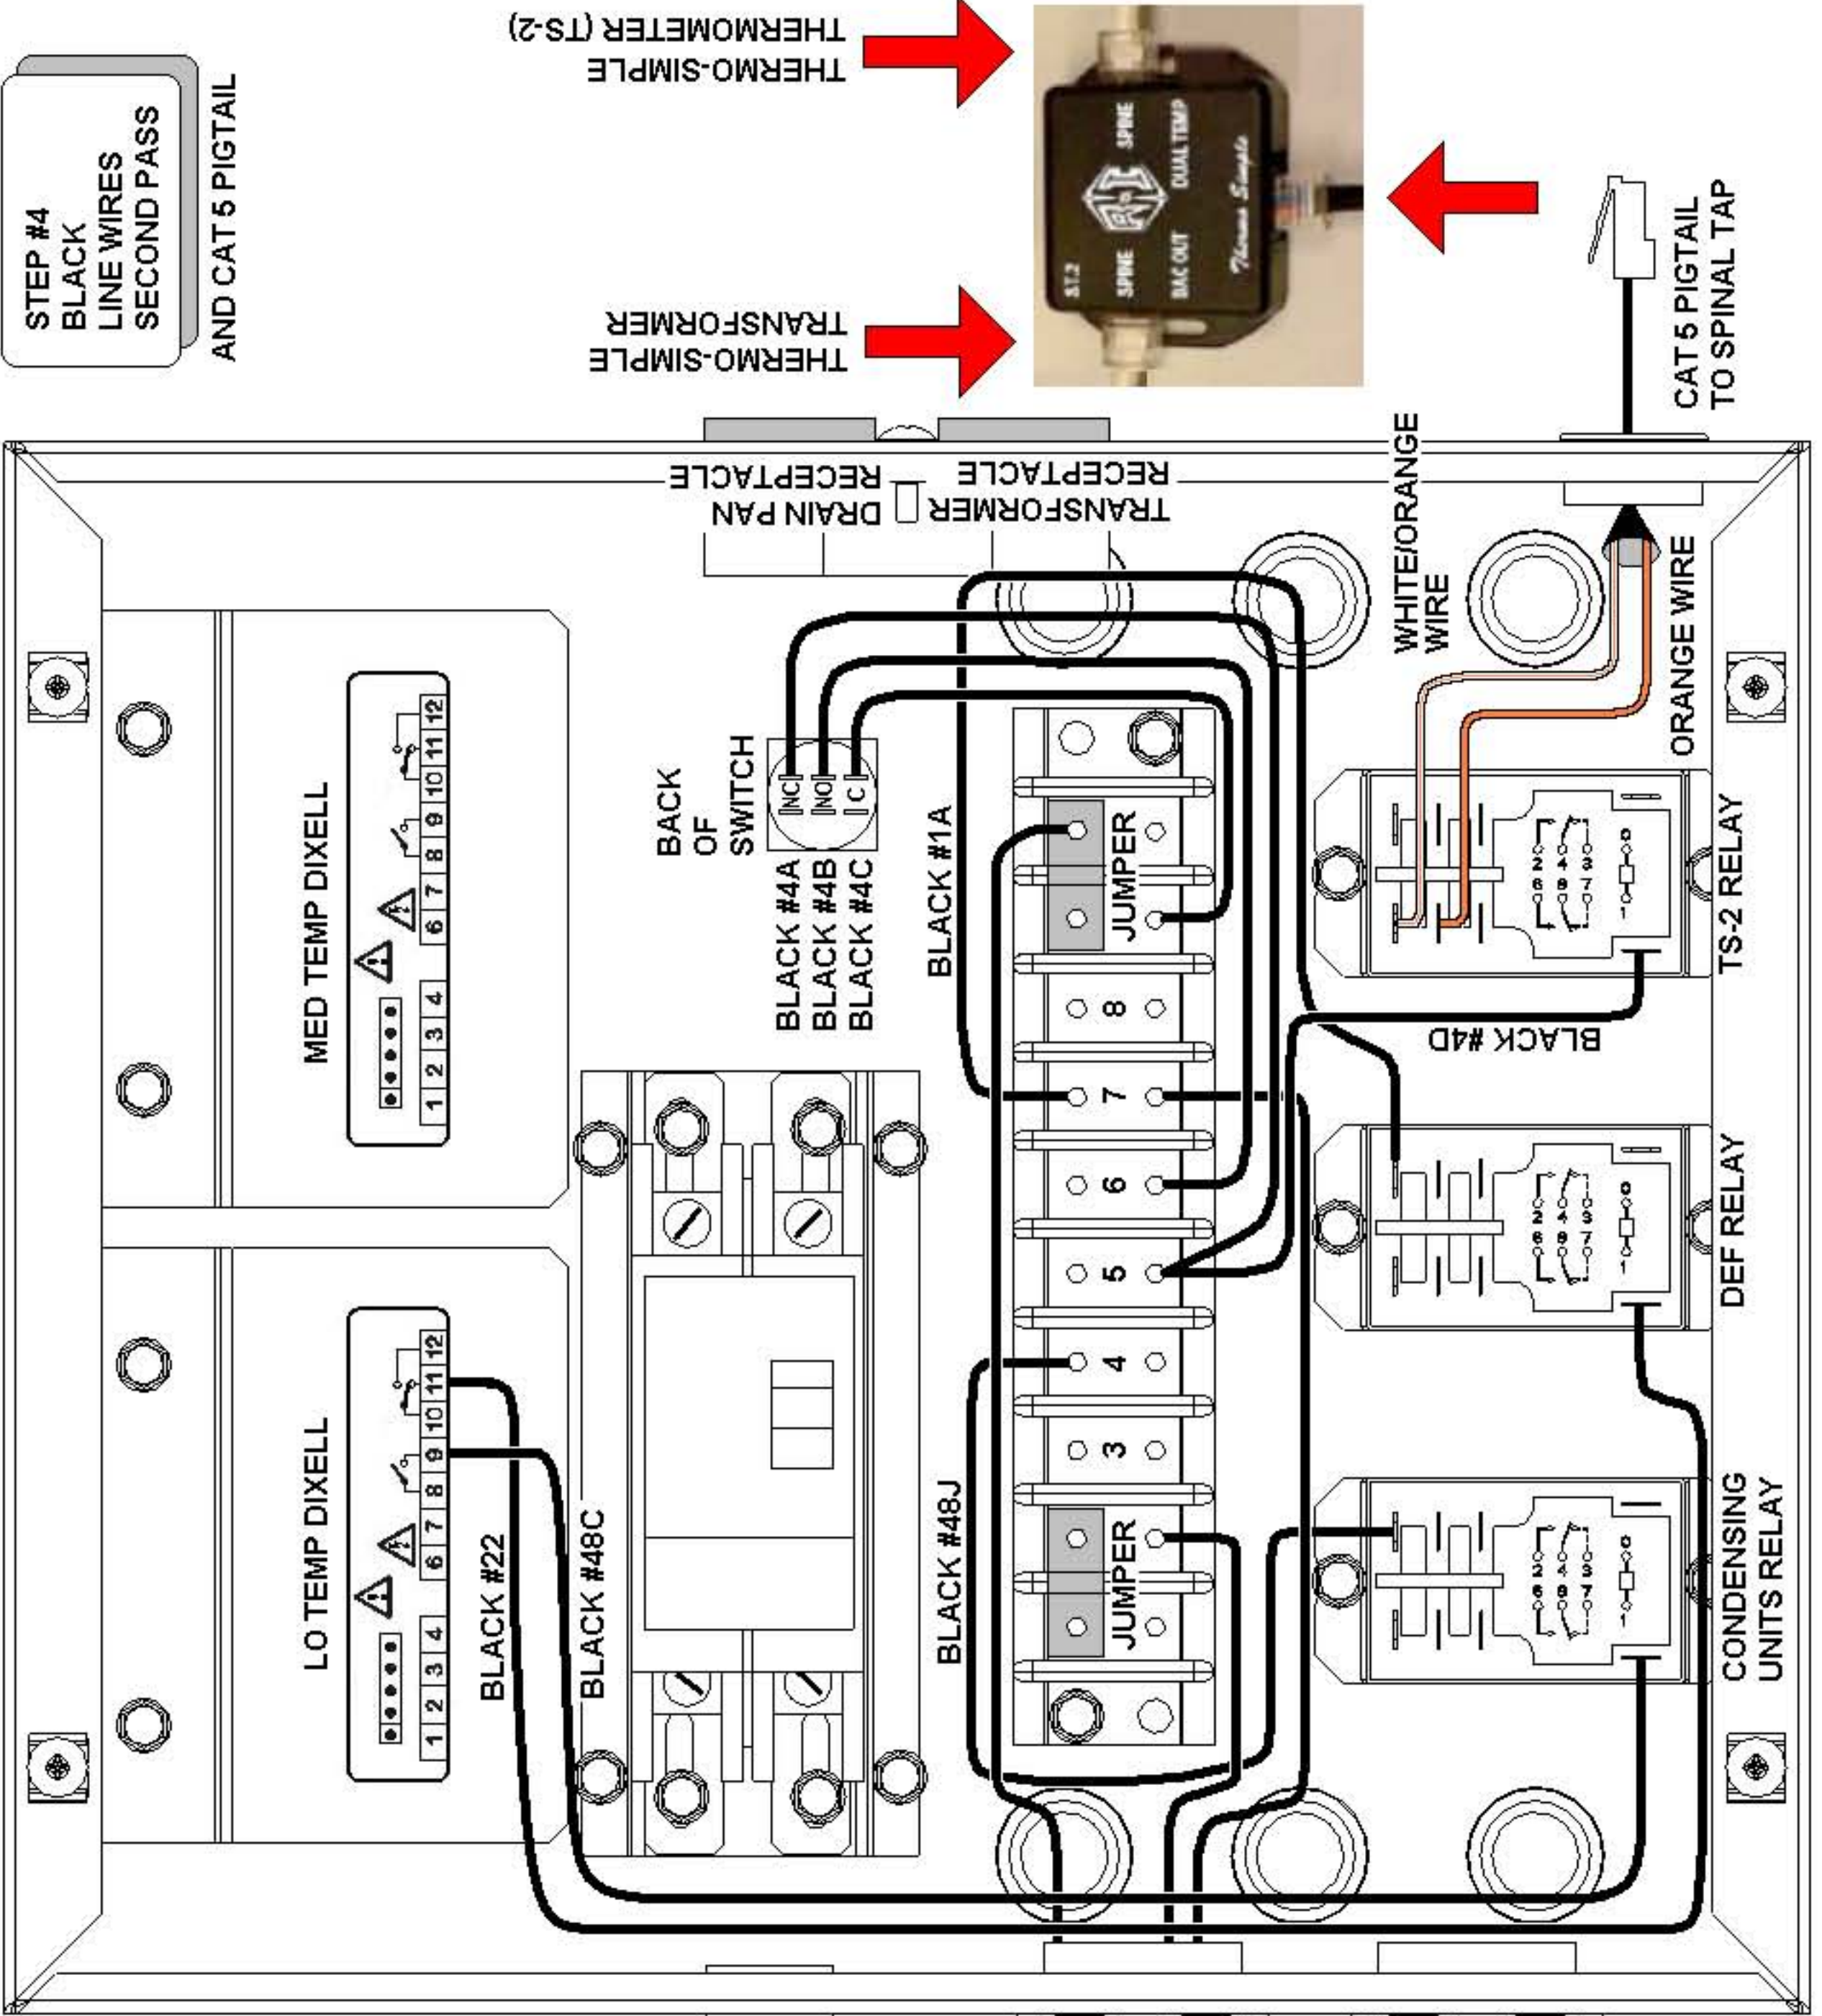 STEP #4
BLACK
LINE WIRES
SECOND PASS
AND CAT 5 PIGTAIL
LO TEMP DIXELL
1 2 3 4 6 7 8 9 10 11 12
MED TEMP DIXELL
1 2 3 4 6 7 8 9 10 11 12
BLACK #22
BLACK #48C
BACK
OF
SWITCH
NC
NO
C
BLACK #4A
BLACK #4B
BLACK #4C
BLACK #48J
BLACK #1A
JUMPER 3 4 5 6 7 8 JUMPER
BLACK #4D
DRAIN PAN
RECEPTACLE
TRANSFORMER
RECEPTACLE
WHITE/ORANGE
WIRE
ORANGE WIRE
2 4 3
6 8 7
1 0
CONDENSING
UNITS RELAY
2 4 3
6 8 7
1 0
DEF RELAY
2 4 3
6 8 7
1 0
TS-2 RELAY
THERMO-SIMPLE
TRANSFORMER
THERMO-SIMPLE
THERMOMETER (TS-2)
ST-2
SPINE
SPINE
BAC OUT
DUAL TEMP
Thermo Simple
CAT 5 PIGTAIL
TO SPINAL TAP